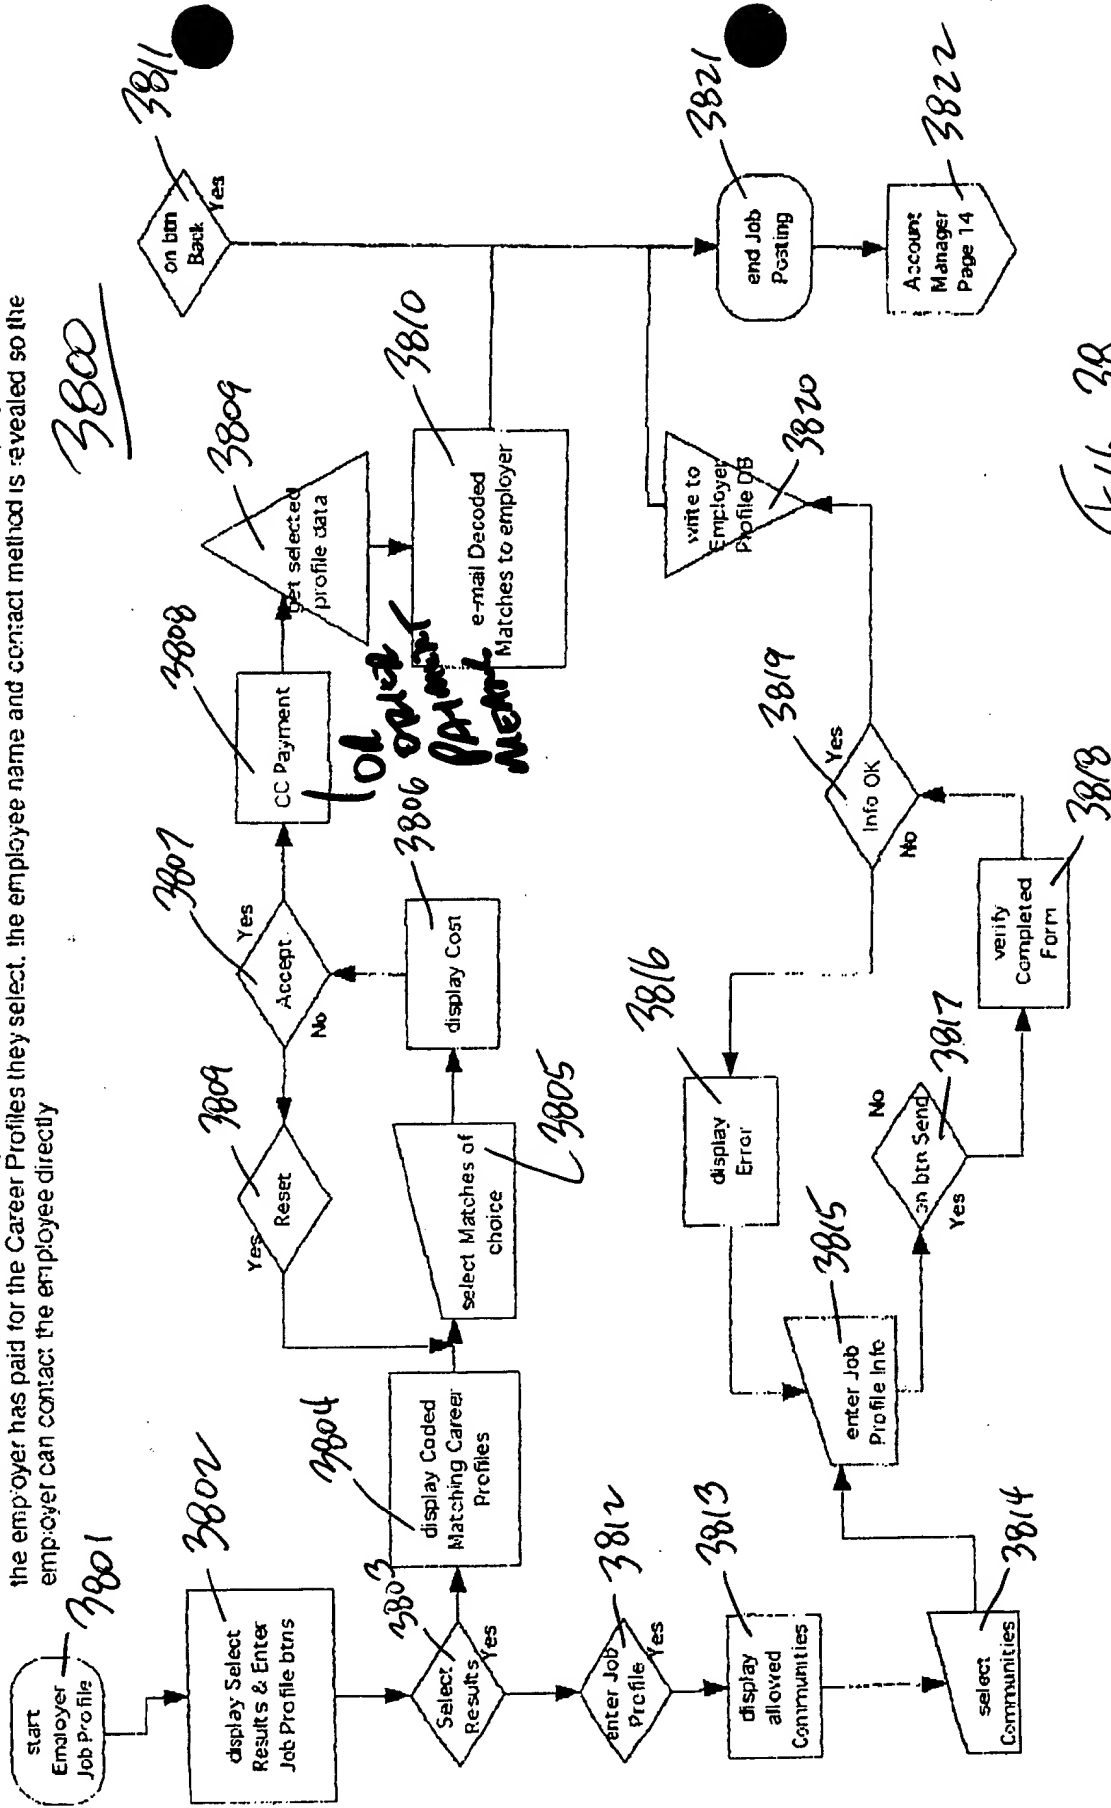 the employer has paid for the Career Profiles they select, the employee name and contact method is revealed so the
employer can contact the employee directly
3800
start
Employer
Job Profile
3801
display Select
Results & Enter
Job Profile btns
3802
Select
Results
3803
Yes
display Coded
Matching Career
Profiles
3804
select Matches of
choice
3805
display Cost
3806
Accept
3807
Yes
No
Reset
3809
Yes
CC Payment
3808
OR
OTHER
PAYMENT
MEANS
get selected
profile data
3809
e-mail Decoded
Matches to employer
3810
on btn
Back
3811
Yes
enter Job
Profile
3812
Yes
display
allowed
Communities
3813
select
Communities
3814
enter Job
Profile Info
3815
display
Error
3816
on btn Send
3817
No
Yes
verify
Completed
Form
3818
Info OK
3819
Yes
No
write to
Employer
Profile DB
3820
end Job
Posting
3821
Account
Manager
Page 14
3822
38